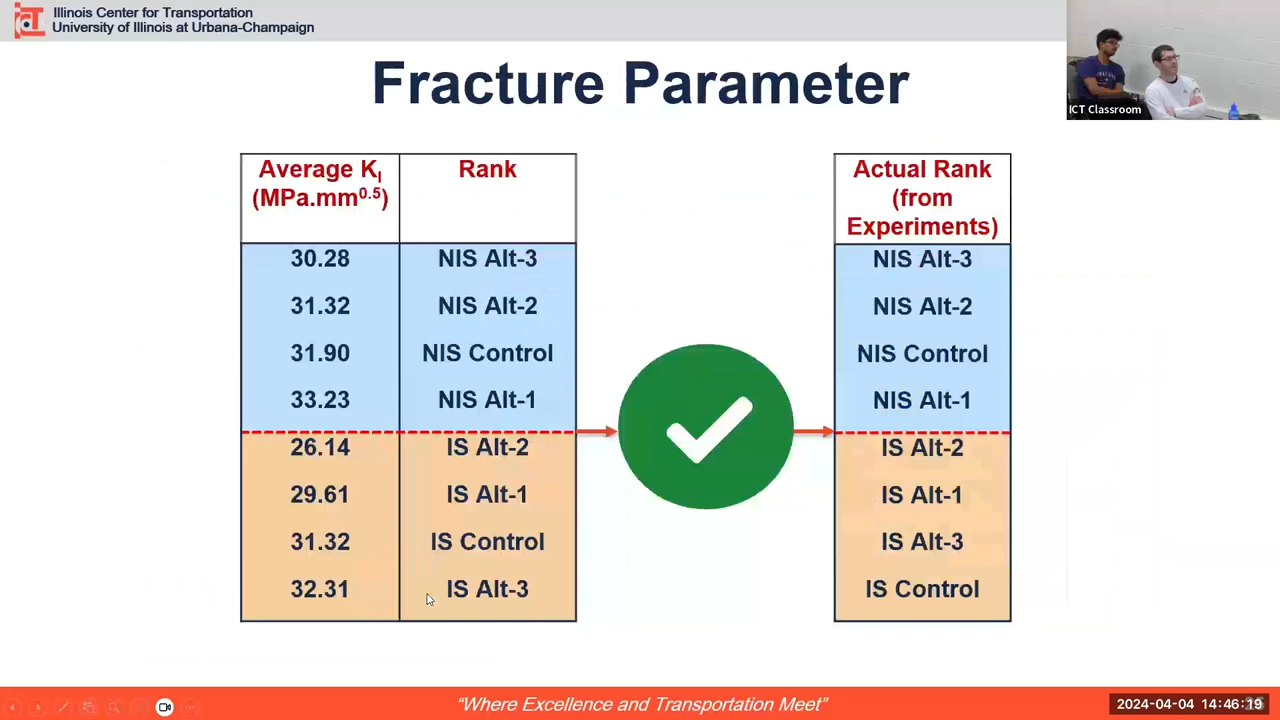 Illinois Center for Transportation
University of Illinois at Urbana-Champaign
ICT Classroom
Fracture Parameter
Average KI
(MPa.mm0.5)
Rank
30.28 NIS Alt-3
31.32 NIS Alt-2
31.90 NIS Control
33.23 NIS Alt-1
26.14 IS Alt-2
29.61 IS Alt-1
31.32 IS Control
32.31 IS Alt-3
Actual Rank
(from
Experiments)
NIS Alt-3
NIS Alt-2
NIS Control
NIS Alt-1
IS Alt-2
IS Alt-1
IS Alt-3
IS Control
“Where Excellence and Transportation Meet”
2024-04-04 14:46:19